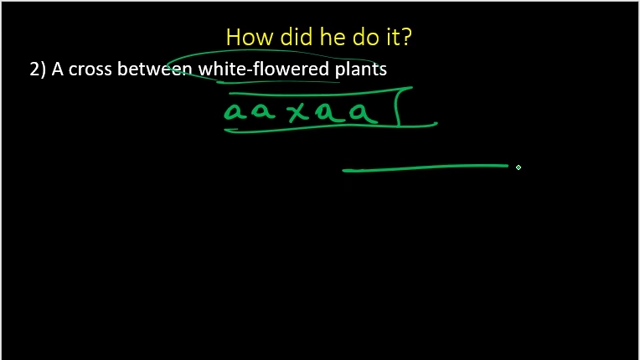 How did he do it?
2) A cross between white-flowered plants
aa x aa